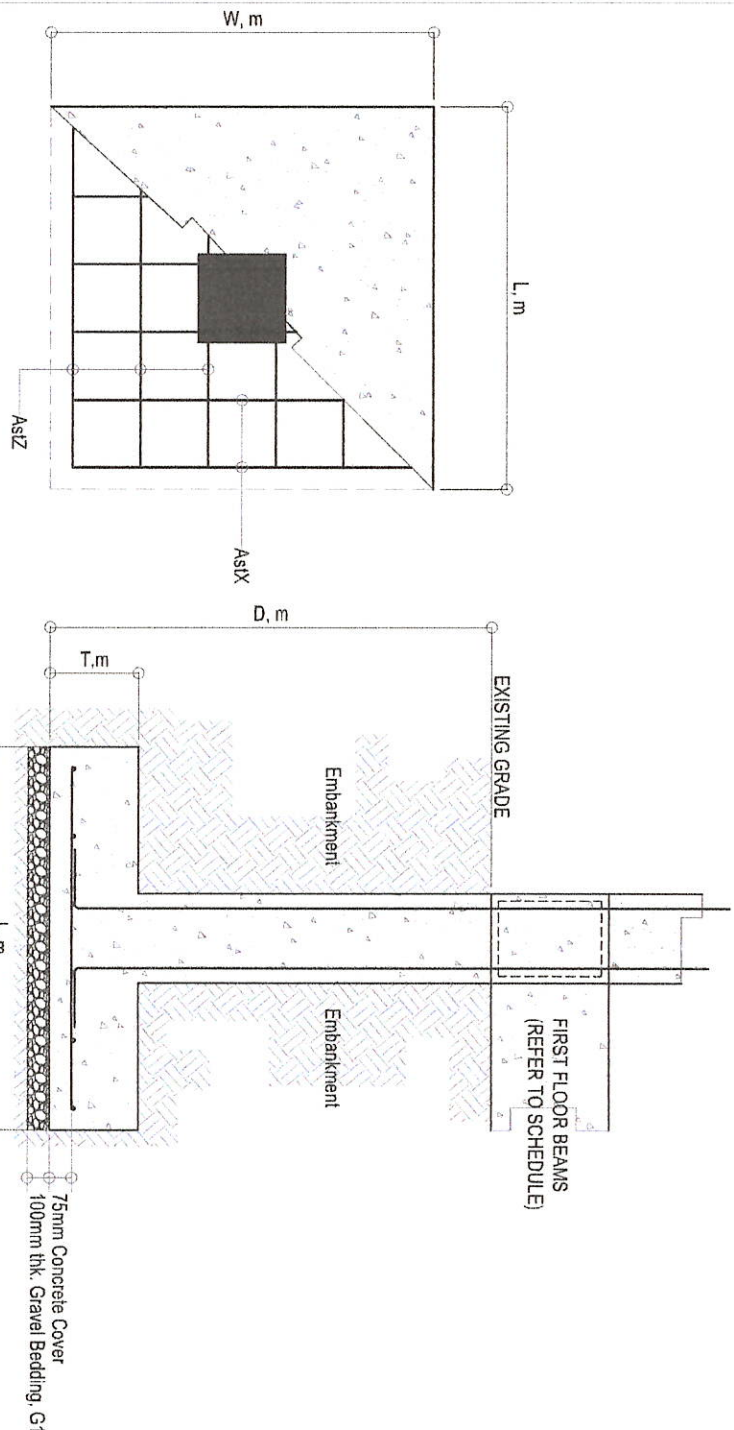 W, m
L, m
AstZ
AstX
D, m
T,m
EXISTING GRADE
Embankment
Embankment
FIRST FLOOR BEAMS
(REFER TO SCHEDULE)
75mm Concrete Cover
100mm thk. Gravel Bedding, G1